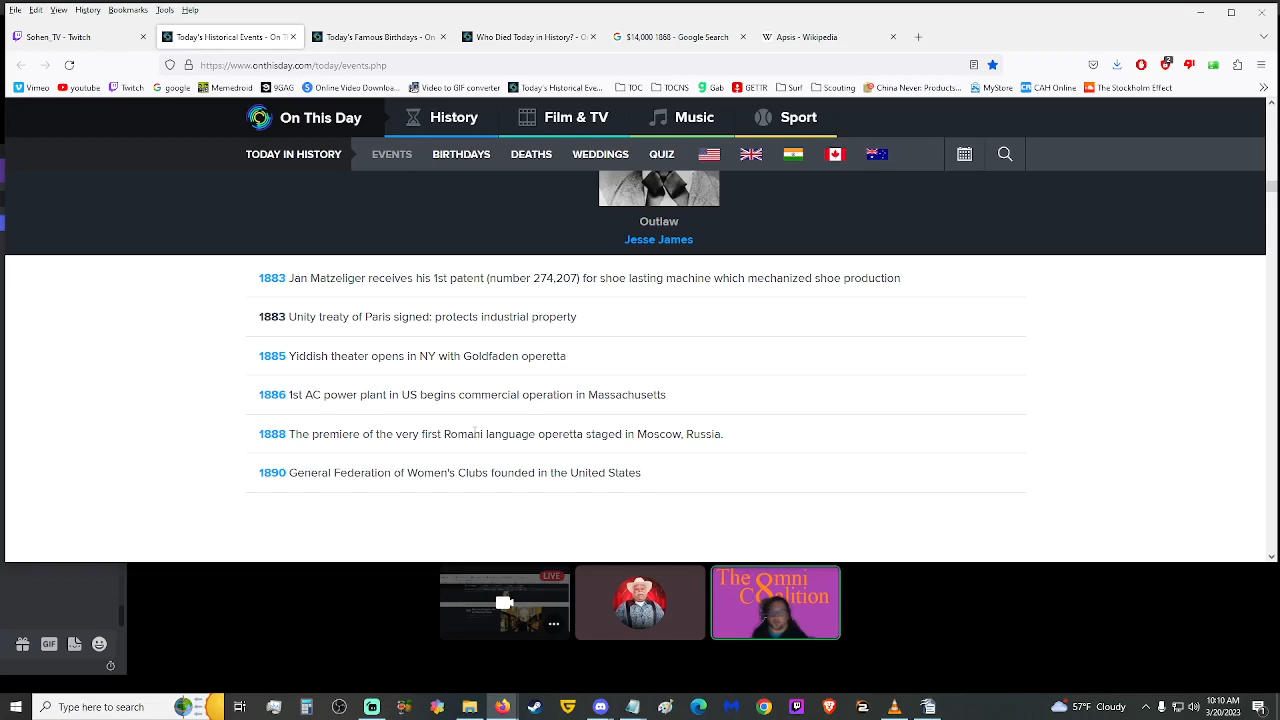 File Edit View History Bookmarks Tools Help
Sohen_TV - Twitch
Today's Historical Events - On T
Today's Famous Birthdays - On
Who Died Today in History? - O
$14,000 1868 - Google Search
Apsis - Wikipedia
https://www.onthisday.com/today/events.php
2
Vimeo youtube Twitch google Memedroid 9GAG Online Video Download... Video to GIF converter Today's Historical Eve... TOC TOCNS Gab GETTR Surf Scouting China Never: Products... MyStore CAH Online The Stockholm Effect
On This Day
History
Film & TV
Music
Sport
TODAY IN HISTORY
EVENTS
BIRTHDAYS
DEATHS
WEDDINGS
QUIZ
Outlaw
Jesse James
1883 Jan Matzeliger receives his 1st patent (number 274,207) for shoe lasting machine which mechanized shoe production
1883 Unity treaty of Paris signed: protects industrial property
1885 Yiddish theater opens in NY with Goldfaden operetta
1886 1st AC power plant in US begins commercial operation in Massachusetts
1888 The premiere of the very first Romani language operetta staged in Moscow, Russia.
1890 General Federation of Women's Clubs founded in the United States
LIVE
The 8mni
C alition
GIF
Type here to search
57°F Cloudy
10:10 AM
3/20/2023